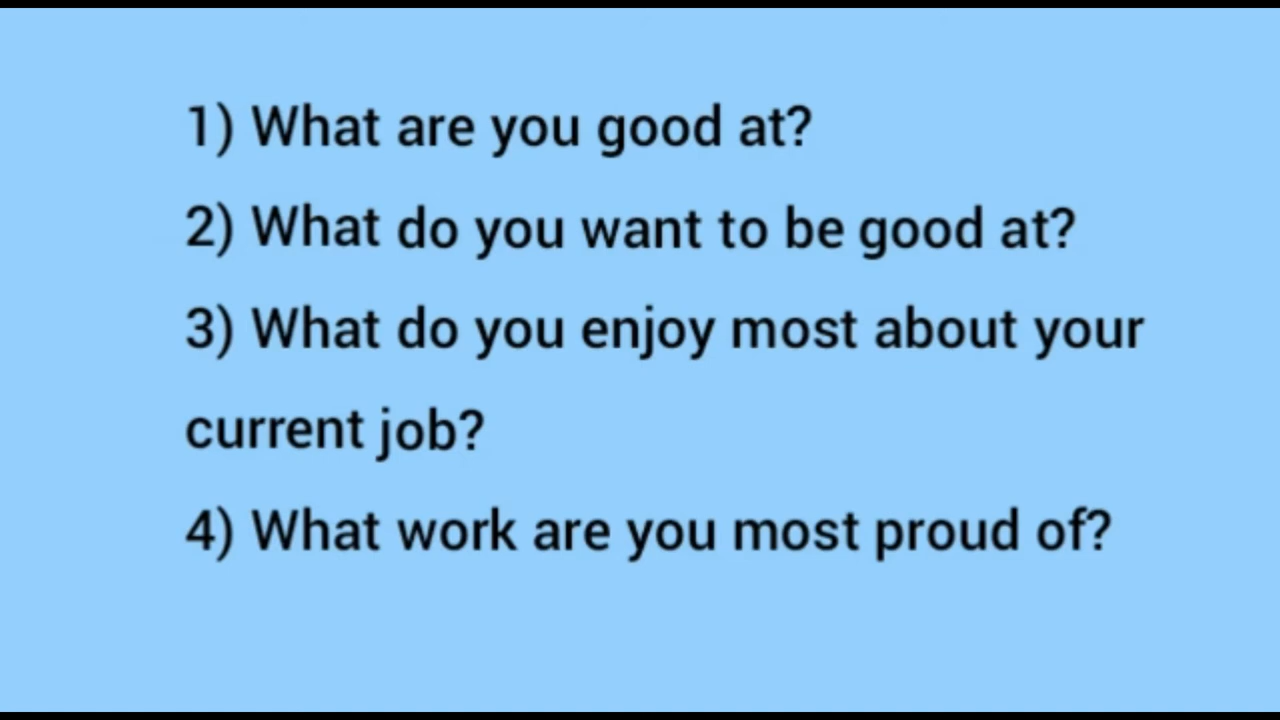 1) What are you good at?
2) What do you want to be good at?
3) What do you enjoy most about your
current job?
4) What work are you most proud of?